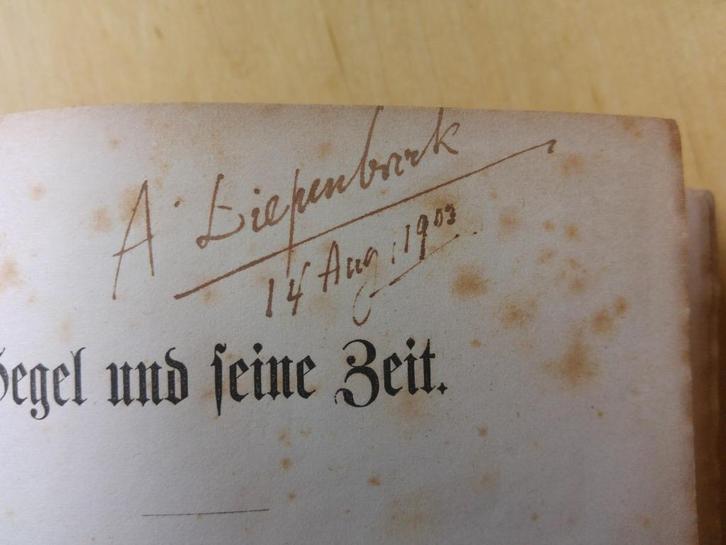 A. Diepenbrock
14 Aug. 1903
Hegel und seine Zeit.